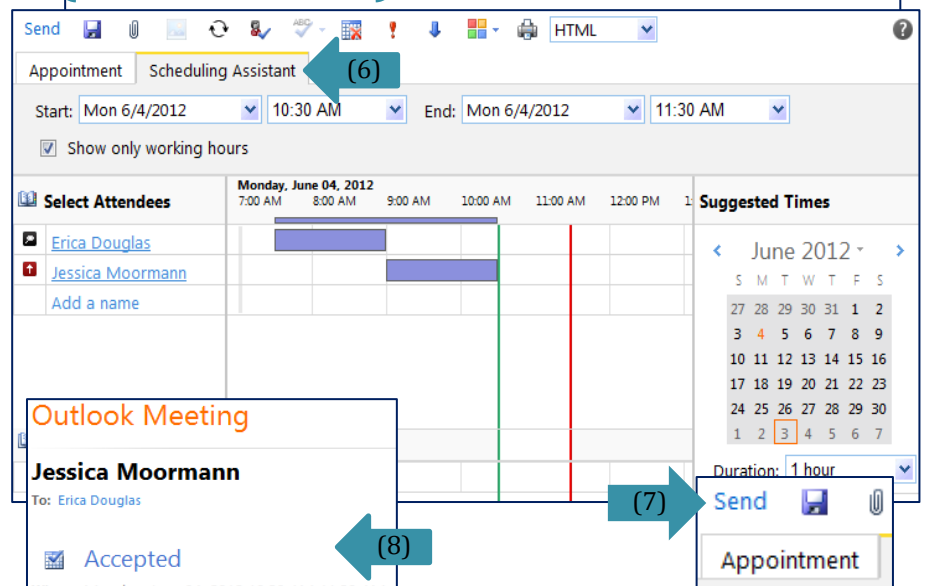 Send ABC HTML ?
Appointment Scheduling Assistant (6)
Start: Mon 6/4/2012 10:30 AM End: Mon 6/4/2012 11:30 AM
Show only working hours
Select Attendees
Monday, June 04, 2012
7:00 AM 8:00 AM 9:00 AM 10:00 AM 11:00 AM 12:00 PM
Erica Douglas
Jessica Moormann
Add a name
Suggested Times
June 2012
S M T W T F S
27 28 29 30 31 1 2
3 4 5 6 7 8 9
10 11 12 13 14 15 16
17 18 19 20 21 22 23
24 25 26 27 28 29 30
1 2 3 4 5 6 7
Duration: 1 hour
Outlook Meeting
Jessica Moormann
To: Erica Douglas
Accepted
(8)
(7)
Send
Appointment